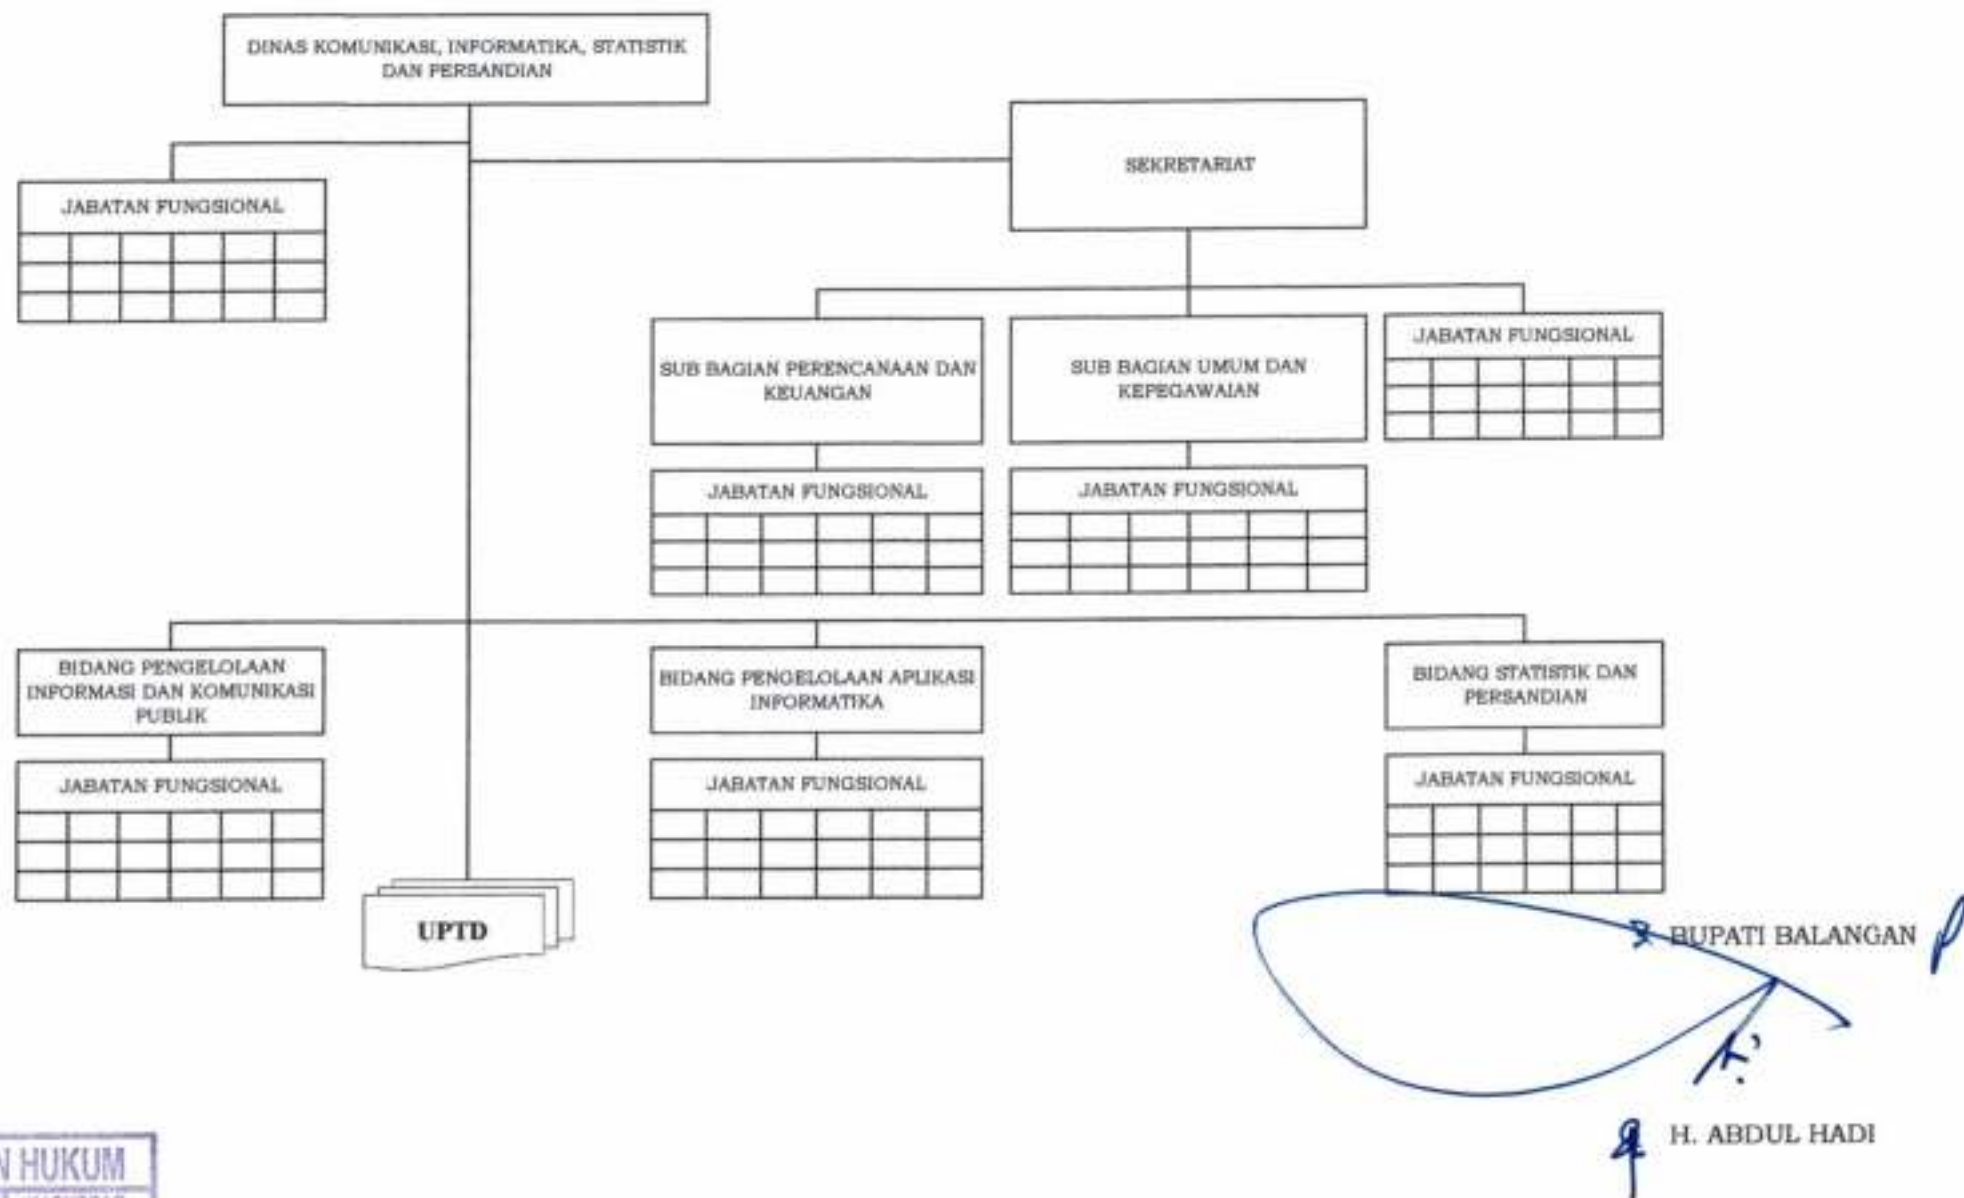 DINAS KOMUNIKASI, INFORMATIKA, STATISTIK
DAN PERSANDIAN
SEKRETARIAT
JABATAN FUNGSIONAL
SUB BAGIAN PERENCANAAN DAN
KEUANGAN
SUB BAGIAN UMUM DAN
KEPEGAWAIAN
JABATAN FUNGSIONAL
JABATAN FUNGSIONAL
JABATAN FUNGSIONAL
BIDANG PENGELOLAAN
INFORMASI DAN KOMUNIKASI
PUBLIK
BIDANG PENGELOLAAN APLIKASI
INFORMATIKA
BIDANG STATISTIK DAN
PERSANDIAN
JABATAN FUNGSIONAL
JABATAN FUNGSIONAL
JABATAN FUNGSIONAL
UPTD
BUPATI BALANGAN
H. ABDUL HADI
N HUKUM